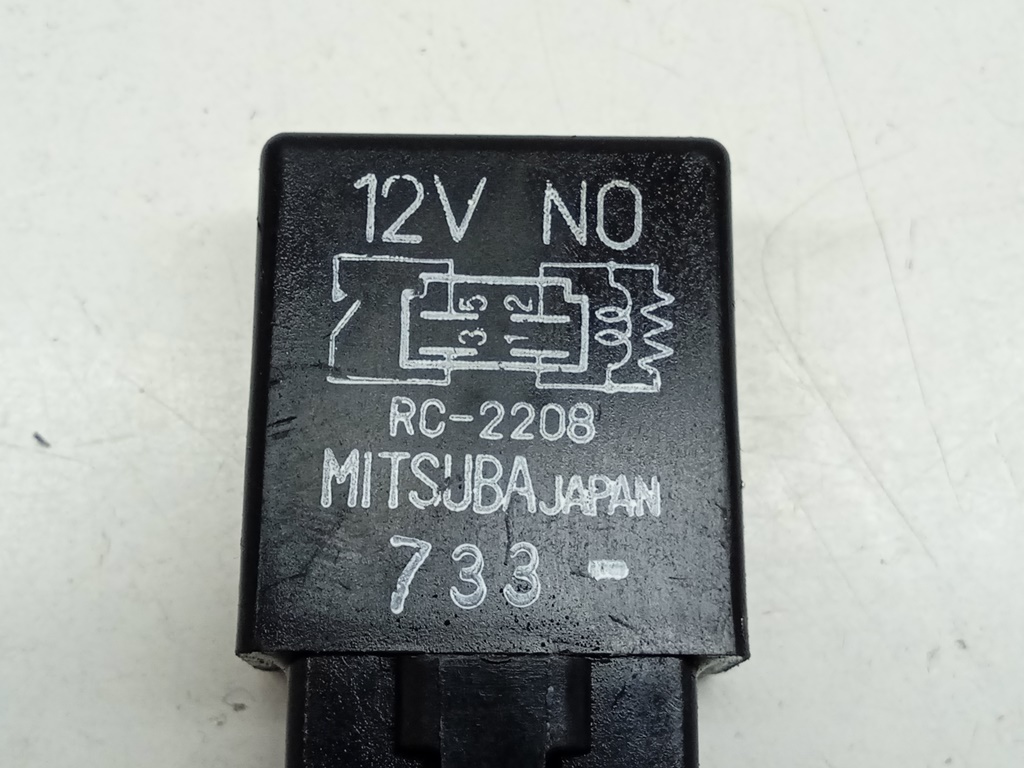 12V NO
5 2
3 1
RC-2208
MITSUBA JAPAN
733 -